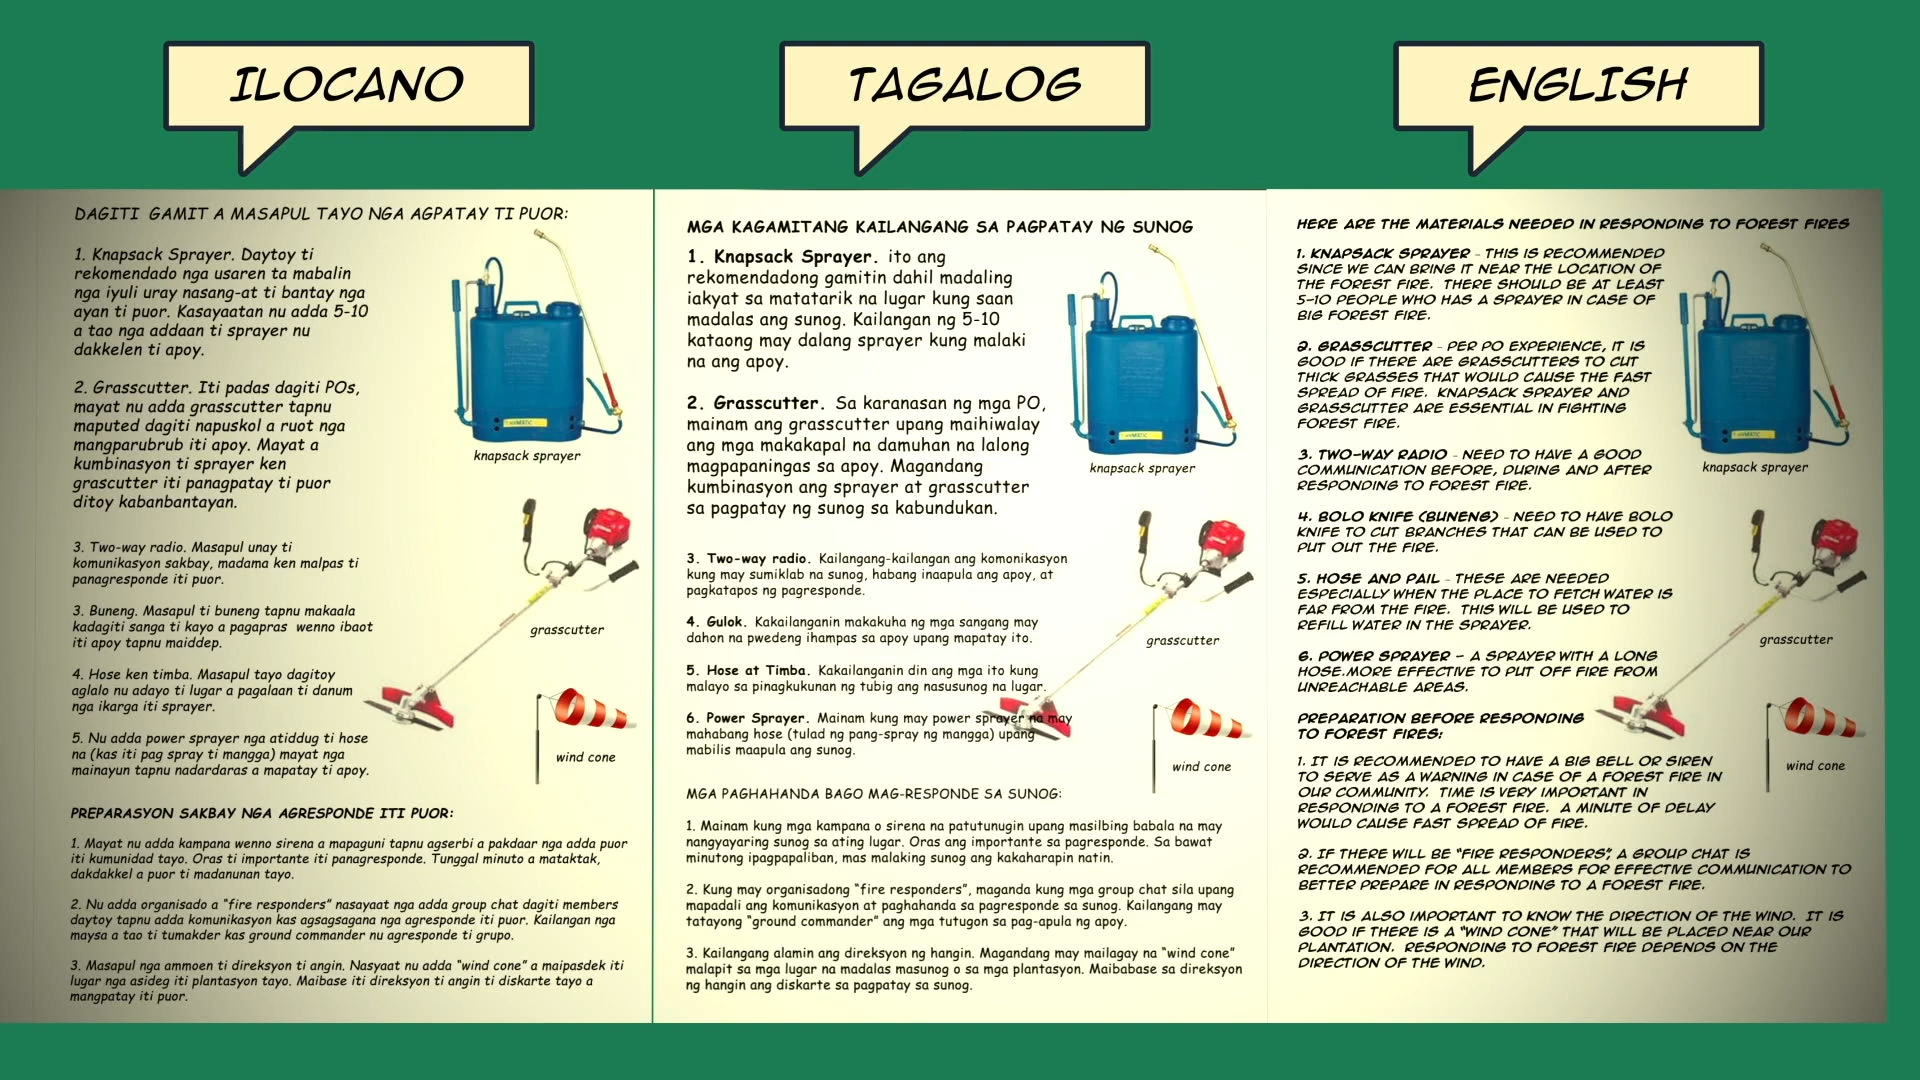 ILOCANO
DAGITI GAMIT A MASAPUL TAYO NGA AGPATAY TI PUOR:
1. Knapsack Sprayer. Daytoy ti
rekomendado nga usaren ta mabalin
nga iyuli uray nasang-at ti bantay nga
ayan ti puor. Kasayaatan nu adda 5-10
a tao nga addaan ti sprayer nu
dakkelen ti apoy.
2. Grasscutter. Iti padas dagiti POs,
mayat nu adda grasscutter tapnu
maputed dagiti napuskol a ruot nga
mangparubrub iti apoy. Mayat a
kumbinasyon ti sprayer ken
grascutter iti panagpatay ti puor
ditoy kabanbantayan.
3. Two-way radio. Masapul unay ti
komunikasyon sakbay, madama ken malpas ti
panagresponde iti puor.
3. Buneng. Masapul ti buneng tapnu makaala
kadagiti sanga ti kayo a pagapras wenno ibaot
iti apoy tapnu maiddep.
4. Hose ken timba. Masapul tayo dagitoy
aglalo nu adayo ti lugar a pagalaan ti danum
nga ikarga iti sprayer.
5. Nu adda power sprayer nga atiddug ti hose
na (kas iti pag spray ti mangga) mayat nga
mainayun tapnu nadardaras a mapatay ti apoy.
knapsack sprayer
grasscutter
wind cone
PREPARASYON SAKBAY NGA AGRESPONDE ITI PUOR:
1. Mayat nu adda kampana wenno sirena a mapaguni tapnu agserbi a pakdaar nga adda puor
iti kumunidad tayo. Oras ti importante iti panagresponde. Tunggal minuto a mataktak,
dakdakkel a puor ti madanunan tayo.
2. Nu adda organisado a "fire responders" nasayaat nga adda group chat dagiti members
daytoy tapnu adda komunikasyon kas agsagsagana nga agresponde iti puor. Kailangan nga
maysa a tao ti tumakder kas ground commander nu agresponde ti grupo.
3. Masapul nga ammoen ti direksyon ti angin. Nasyaat nu adda "wind cone" a maipasdek iti
lugar nga asideg iti plantasyon tayo. Maibase iti direksyon ti angin ti diskarte tayo a
mangpatay iti puor.
TAGALOG
MGA KAGAMITANG KAILANGANG SA PAGPATAY NG SUNOG
1. Knapsack Sprayer. ito ang
rekomendadong gamitin dahil madaling
iakyat sa matatarik na lugar kung saan
madalas ang sunog. Kailangan ng 5-10
kataong may dalang sprayer kung malaki
na ang apoy.
2. Grasscutter. Sa karanasan ng mga PO,
mainam ang grasscutter upang maihiwalay
ang mga makakapal na damuhan na lalong
magpapaningas sa apoy. Magandang
kumbinasyon ang sprayer at grasscutter
sa pagpatay ng sunog sa kabundukan.
3. Two-way radio. Kailangang-kailangan ang komonikasyon
kung may sumiklab na sunog, habang inaapula ang apoy, at
pagkatapos ng pagresponde.
4. Gulok. Kakailanganin makakuha ng mga sangang may
dahon na pwedeng ihampas sa apoy upang mapatay ito.
5. Hose at Timba. Kakailanganin din ang mga ito kung
malayo sa pinagkukunan ng tubig ang nasusunog na lugar.
6. Power Sprayer. Mainam kung may power sprayer na may
mahabang hose (tulad ng pang-spray ng mangga) upang
mabilis maapula ang sunog.
knapsack sprayer
grasscutter
wind cone
MGA PAGHAHANDA BAGO MAG-RESPONDE SA SUNOG:
1. Mainam kung mga kampana o sirena na patutunugin upang masilbing babala na may
nangyayaring sunog sa ating lugar. Oras ang importante sa pagresponde. Sa bawat
minutong ipagpapaliban, mas malaking sunog ang kakaharapin natin.
2. Kung may organisadong "fire responders", maganda kung mga group chat sila upang
mapadali ang komunikasyon at paghahanda sa pagresponde sa sunog. Kailangang may
tatayong "ground commander" ang mga tutugon sa pag-apula ng apoy.
3. Kailangang alamin ang direksyon ng hangin. Magandang may mailagay na "wind cone"
malapit sa mga lugar na madalas masunog o sa mga plantasyon. Maibabase sa direksyon
ng hangin ang diskarte sa pagpatay sa sunog.
ENGLISH
HERE ARE THE MATERIALS NEEDED IN RESPONDING TO FOREST FIRES
1. KNAPSACK SPRAYER - THIS IS RECOMMENDED
SINCE WE CAN BRING IT NEAR THE LOCATION OF
THE FOREST FIRE. THERE SHOULD BE AT LEAST
5-10 PEOPLE WHO HAS A SPRAYER IN CASE OF
BIG FOREST FIRE.
2. GRASSCUTTER - PER PO EXPERIENCE, IT IS
GOOD IF THERE ARE GRASSCUTTERS TO CUT
THICK GRASSES THAT WOULD CAUSE THE FAST
SPREAD OF FIRE. KNAPSACK SPRAYER AND
GRASSCUTTER ARE ESSENTIAL IN FIGHTING
FOREST FIRE.
3. TWO-WAY RADIO - NEED TO HAVE A GOOD
COMMUNICATION BEFORE, DURING AND AFTER
RESPONDING TO FOREST FIRE.
4. BOLO KNIFE (BUNENG) - NEED TO HAVE BOLO
KNIFE TO CUT BRANCHES THAT CAN BE USED TO
PUT OUT THE FIRE.
5. HOSE AND PAIL - THESE ARE NEEDED
ESPECIALLY WHEN THE PLACE TO FETCH WATER IS
FAR FROM THE FIRE. THIS WILL BE USED TO
REFILL WATER IN THE SPRAYER.
6. POWER SPRAYER – A SPRAYER WITH A LONG
HOSE.MORE EFFECTIVE TO PUT OFF FIRE FROM
UNREACHABLE AREAS.
knapsack sprayer
grasscutter
wind cone
PREPARATION BEFORE RESPONDING
TO FOREST FIRES:
1. IT IS RECOMMENDED TO HAVE A BIG BELL OR SIREN
TO SERVE AS A WARNING IN CASE OF A FOREST FIRE IN
OUR COMMUNITY. TIME IS VERY IMPORTANT IN
RESPONDING TO A FOREST FIRE. A MINUTE OF DELAY
WOULD CAUSE FAST SPREAD OF FIRE.
2. IF THERE WILL BE "FIRE RESPONDERS", A GROUP CHAT IS
RECOMMENDED FOR ALL MEMBERS FOR EFFECTIVE COMMUNICATION TO
BETTER PREPARE IN RESPONDING TO A FOREST FIRE.
3. IT IS ALSO IMPORTANT TO KNOW THE DIRECTION OF THE WIND. IT IS
GOOD IF THERE IS A "WIND CONE" THAT WILL BE PLACED NEAR OUR
PLANTATION. RESPONDING TO FOREST FIRE DEPENDS ON THE
DIRECTION OF THE WIND.